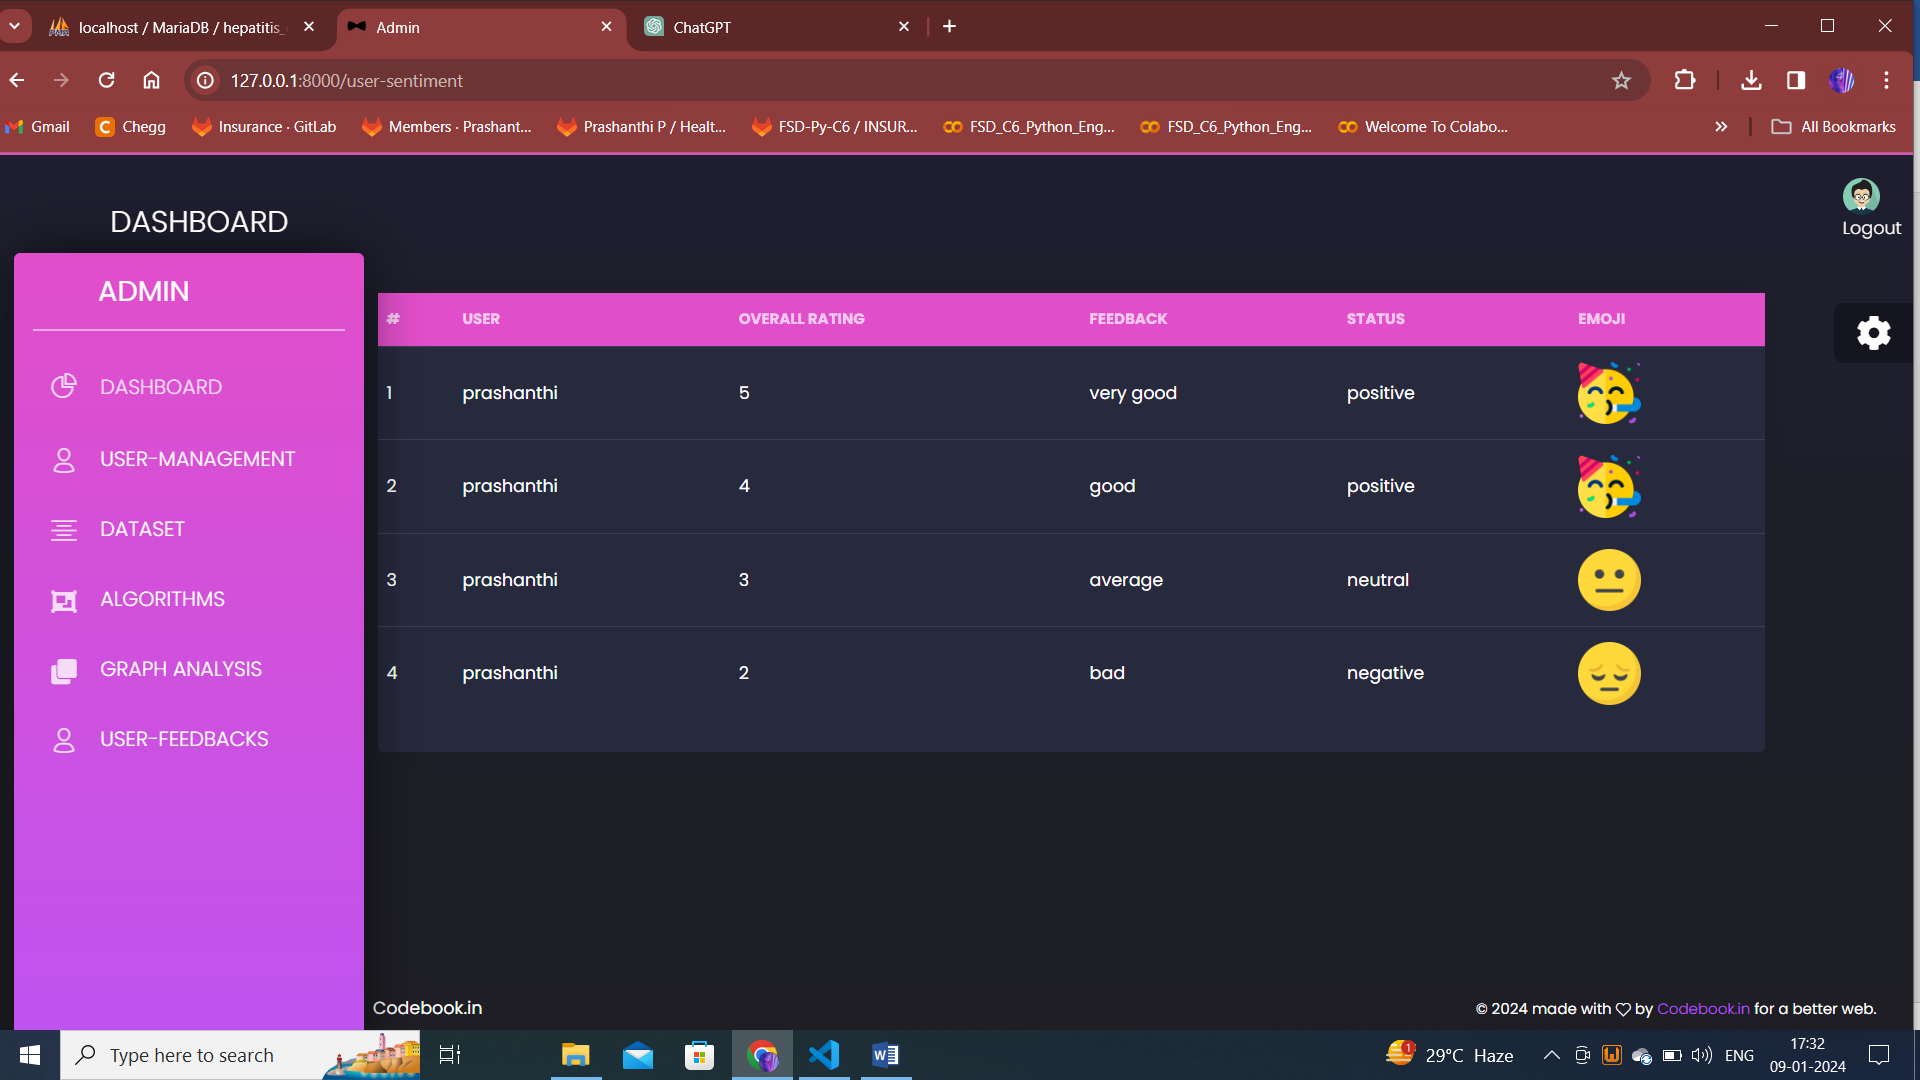 localhost / MariaDB / hepatitis_
Admin
ChatGPT
127.0.0.1:8000/user-sentiment
Gmail
Chegg
Insurance · GitLab
Members · Prashant...
Prashanthi P / Healt...
FSD-Py-C6 / INSUR...
FSD_C6_Python_Eng...
FSD_C6_Python_Eng...
Welcome To Colabo...
All Bookmarks
DASHBOARD
Logout
ADMIN
DASHBOARD
USER-MANAGEMENT
DATASET
ALGORITHMS
GRAPH ANALYSIS
USER-FEEDBACKS
# USER OVERALL RATING FEEDBACK STATUS EMOJI
1 prashanthi 5 very good positive
2 prashanthi 4 good positive
3 prashanthi 3 average neutral
4 prashanthi 2 bad negative
Codebook.in
© 2024 made with ♡ by Codebook.in for a better web.
Type here to search
1
29°C Haze
ENG
17:32
09-01-2024